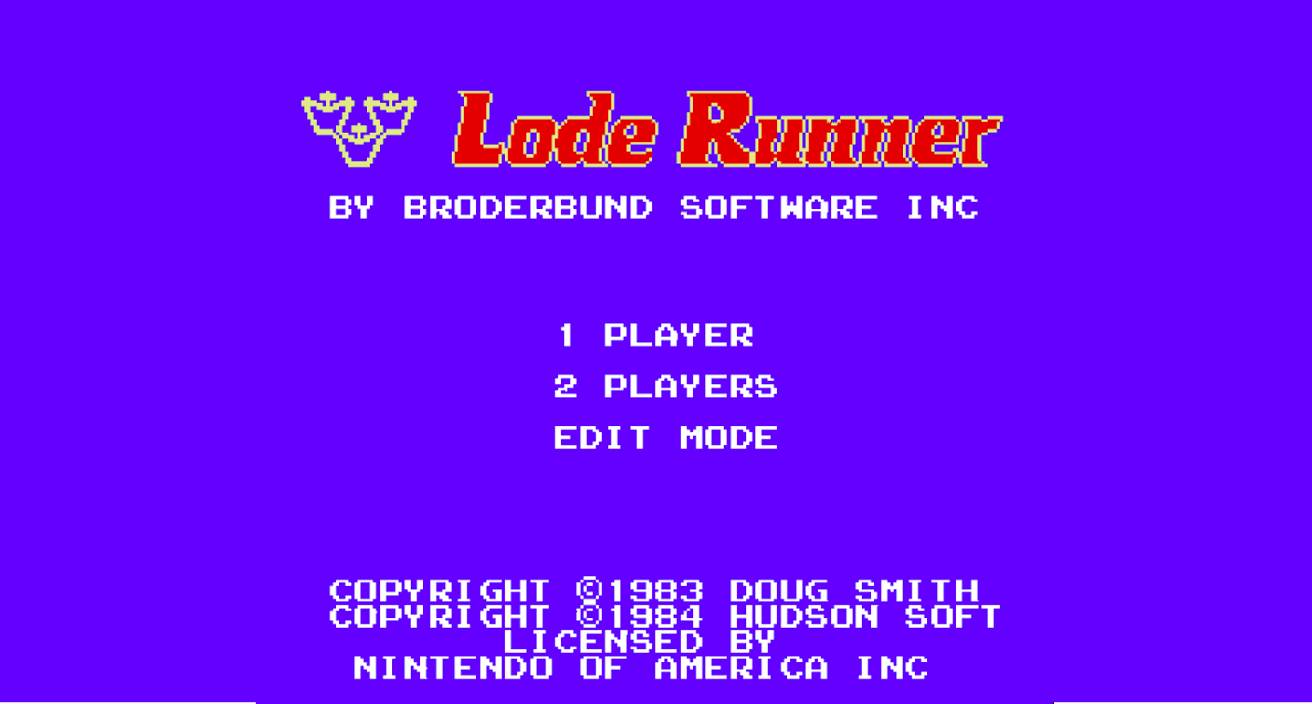 Lode Runner
BY BRODERBUND SOFTWARE INC
1 PLAYER
2 PLAYERS
EDIT MODE
COPYRIGHT ©1983 DOUG SMITH
COPYRIGHT ©1984 HUDSON SOFT
LICENSED BY
NINTENDO OF AMERICA INC